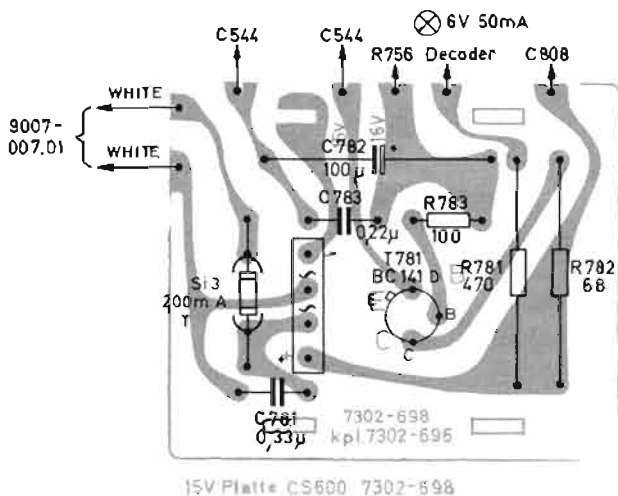 ⊗ 6V 50mA
C544 C544 R756 Decoder C808
WHITE
9007-
007.01
WHITE
16V
C782
100µ
C783
0,22µ
R783
100
T781
BC141 D
R781
470
R782
68
Si3
200mA
T
E
B
C
C
+
C781
0,33µ
7302-698
kpl.7302-696
15V Platte CS600 7302-698